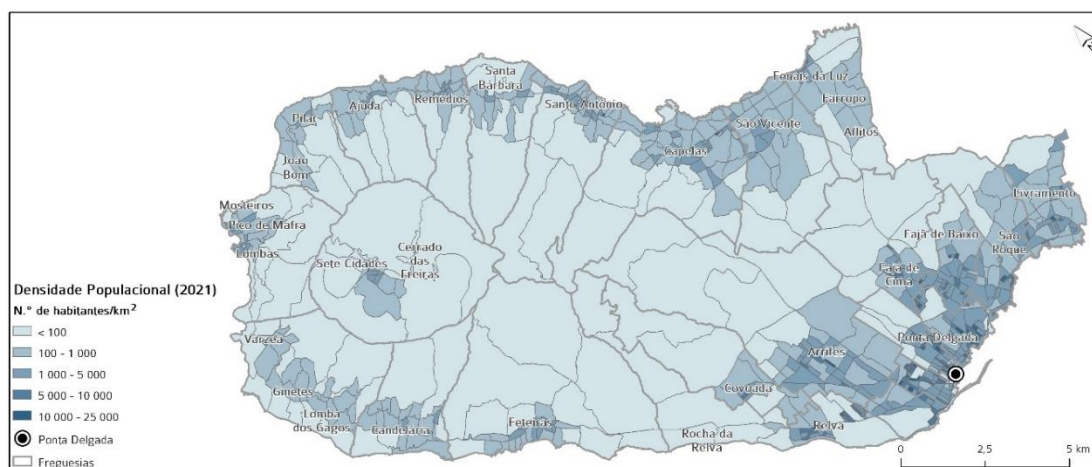 N
Fenais da Luz
Farropo
Aflitos
Santa
Bárbara
Remédios
Ajuda
Santo António
São Vicente
Pilar
Capelas
João
Bom
Livramento
Mosteiros
Pico de Mafra
Lombas
Fajã de Baixo
São
Roque
Cerrado
das
Freiras
Sete Cidades
Fajã de
Cima
Densidade Populacional (2021)
N.° de habitantes/km²
< 100
100 - 1 000
1 000 - 5 000
5 000 - 10 000
10 000 - 25 000
Ponta Delgada
Freguesias
Várzea
Ginetes
Lomba
dos Gagos
Candelária
Feteiras
Ponta Delgada
Arrifes
Covoada
Relva
Rocha da
Relva
0 2,5 5 km